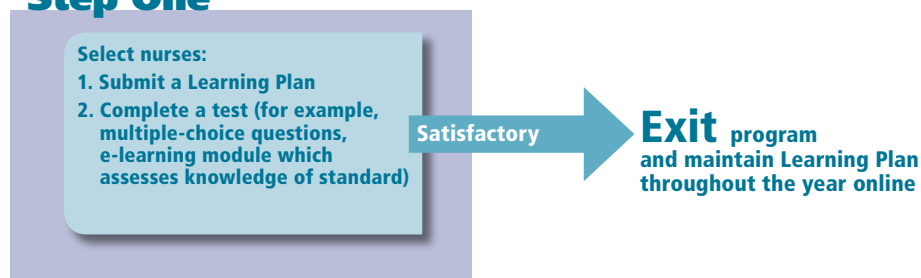 Step One
Select nurses:
1. Submit a Learning Plan
2. Complete a test (for example,
multiple-choice questions,
e-learning module which
assesses knowledge of standard)
Satisfactory
Exit program
and maintain Learning Plan
throughout the year online